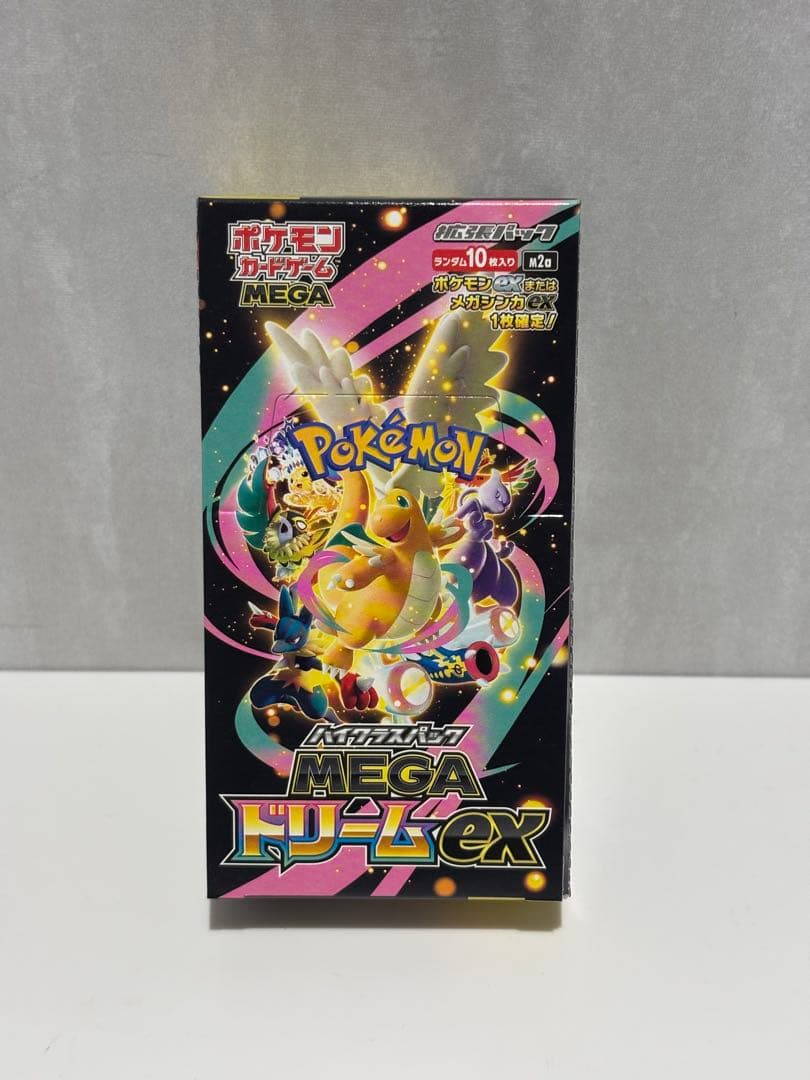 ポケモン
カードゲーム
MEGA
拡張パック
ランダム10枚入り
M2a
ポケモンexまたは
メガシンカex
1枚確定!
POKéMON
ハイクラスパック
MEGA
ドリームex